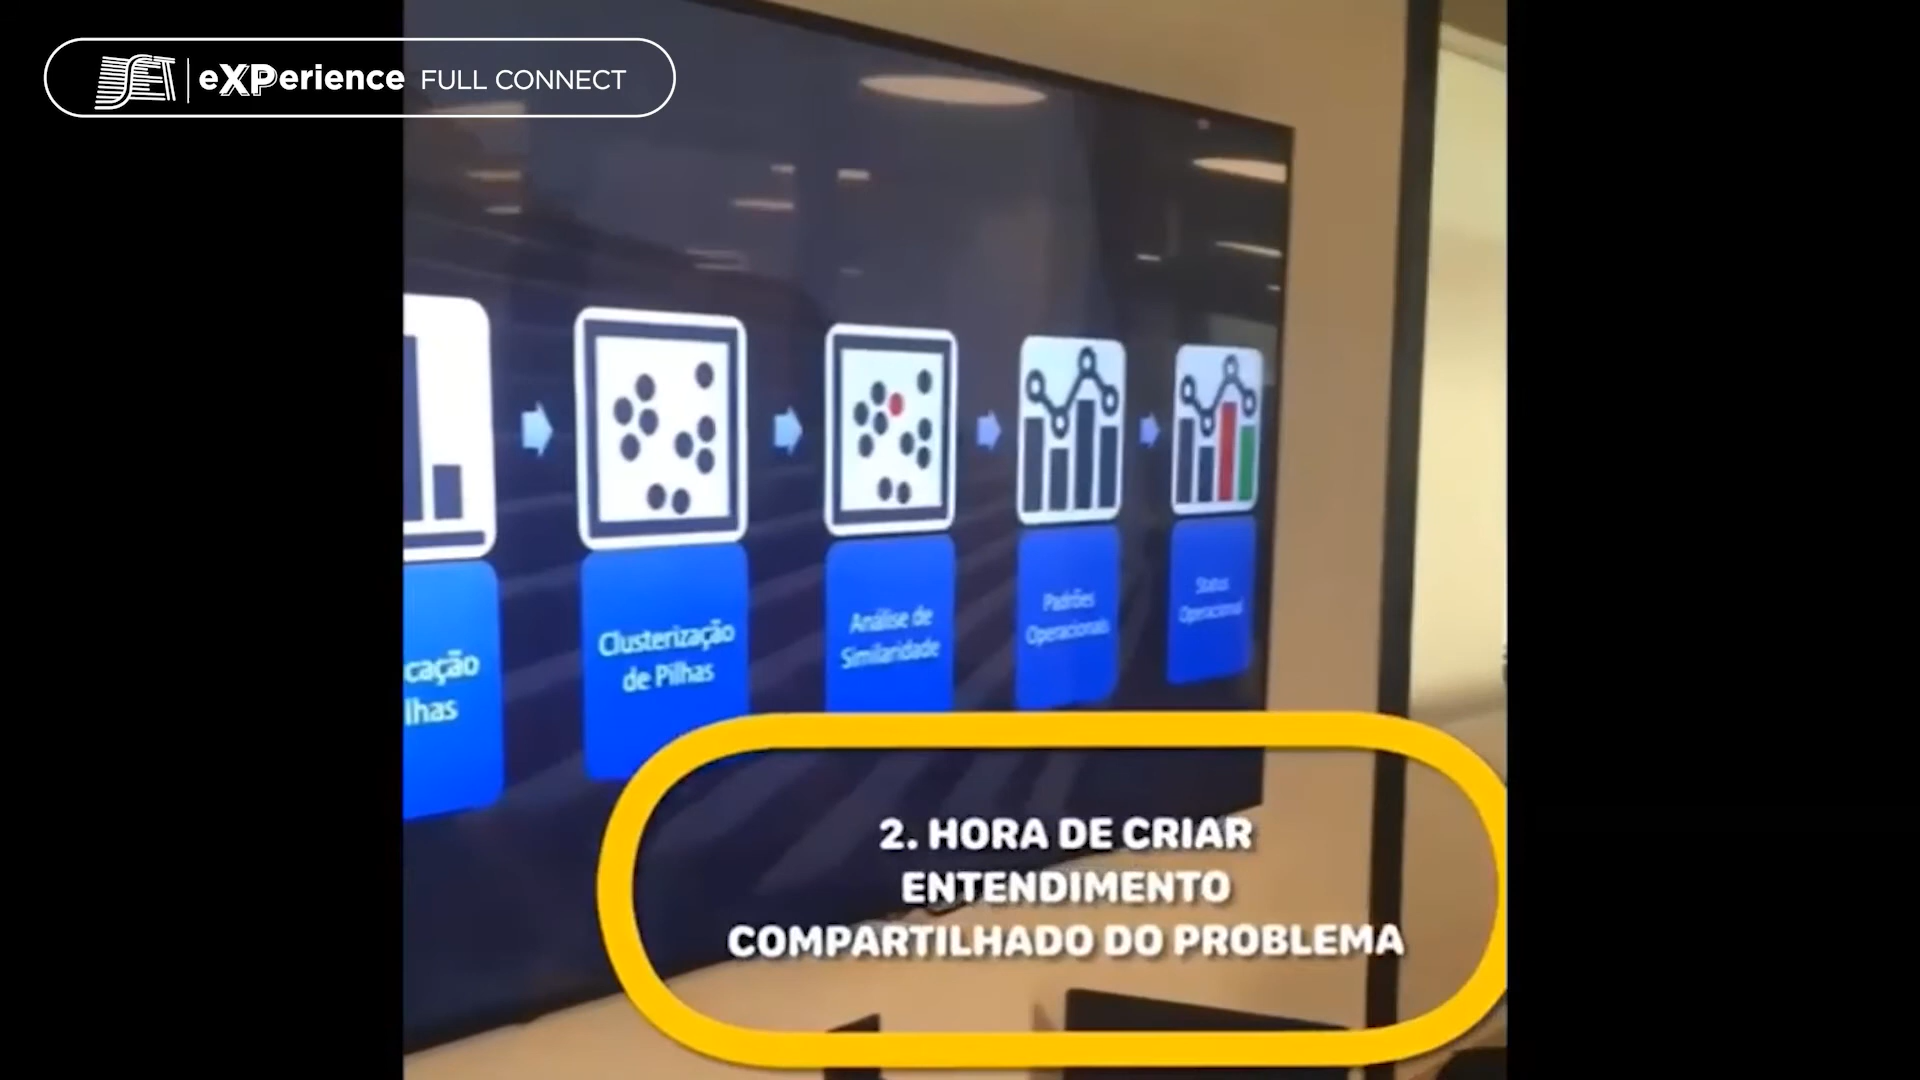 SET eXPerience FULL CONNECT
cação
lhas
Clusterização
de Pilhas
Análise de
Similaridade
Padrões
Operacionais
Status
Operacional
2. HORA DE CRIAR
ENTENDIMENTO
COMPARTILHADO DO PROBLEMA